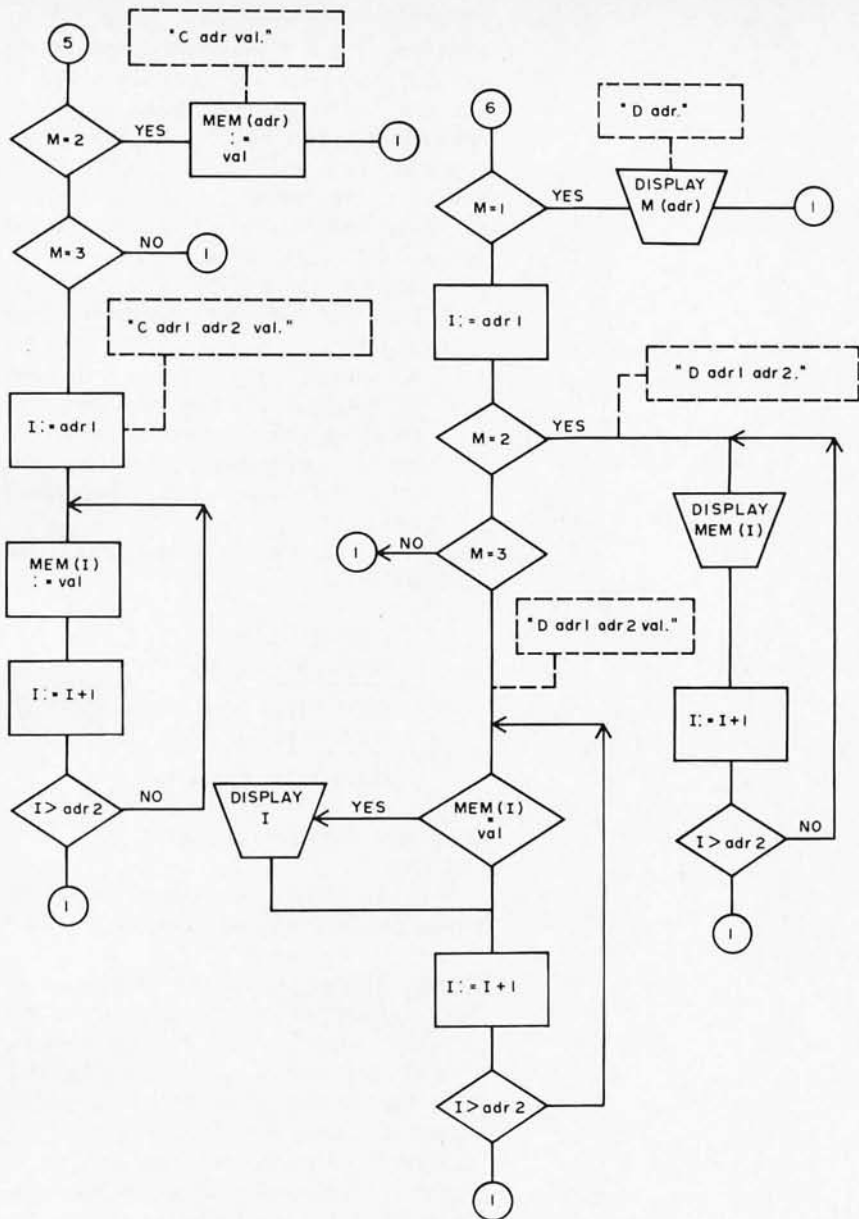 5
"C adr val."
M=2
YES
MEM (adr)
:=
val
1
M=3
NO
1
"C adr1 adr2 val."
I:=adr1
MEM (I)
:=val
I:=I+1
I>adr2
NO
1
6
"D adr."
M=1
YES
DISPLAY
M (adr)
1
I:=adr1
"D adr1 adr2."
M=2
YES
DISPLAY
MEM (I)
1
NO
M=3
"D adr1 adr2 val."
I:=I+1
I>adr2
NO
1
DISPLAY
I
YES
MEM (I)
=
val
I:=I+1
I>adr2
1